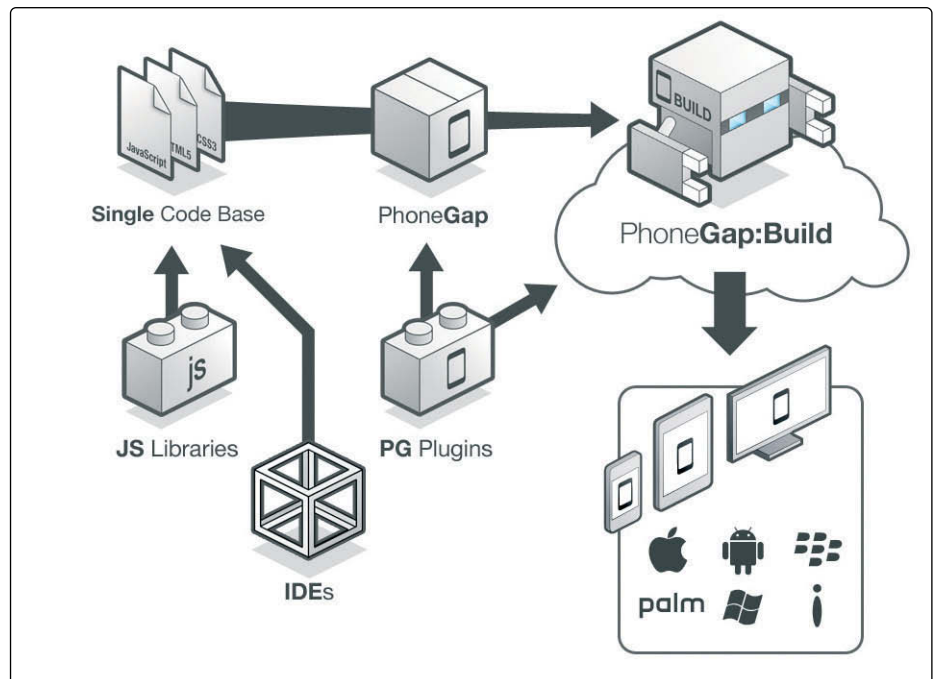 JavaScript
HTML5
CSS3
Single Code Base
PhoneGap
BUILD
PhoneGap:Build
js
JS Libraries
PG Plugins
IDEs
palm